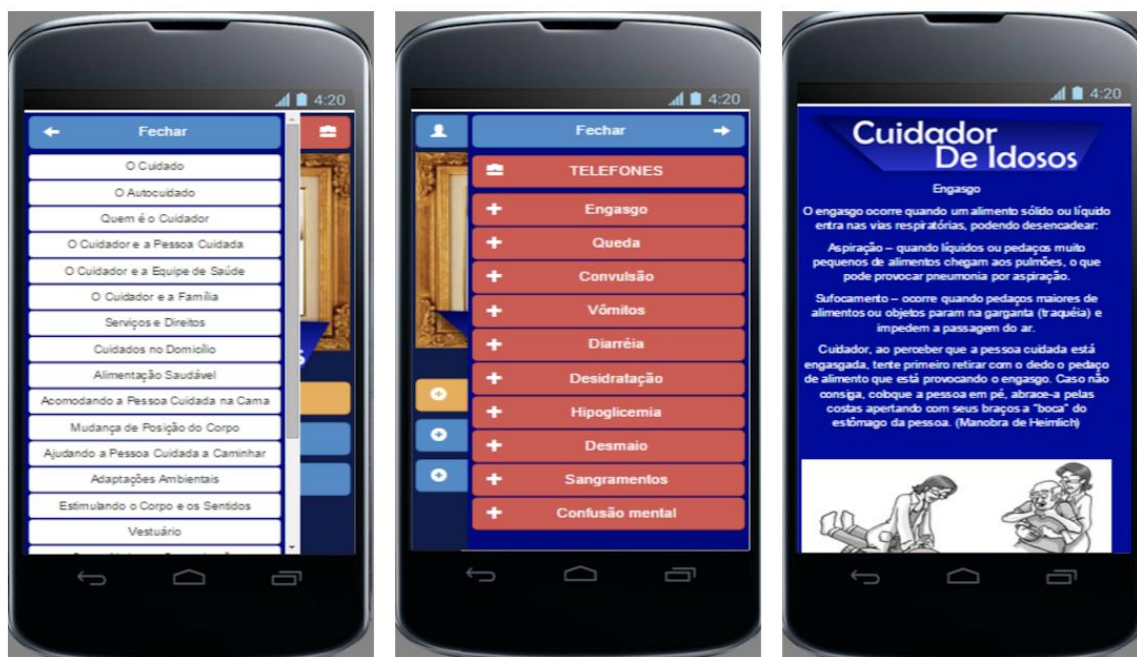 4:20
Fechar
O Cuidado
O Autocuidado
Quem é o Cuidador
O Cuidador e a Pessoa Cuidada
O Cuidador e a Equipe de Saúde
O Cuidador e a Família
Serviços e Direitos
Cuidados no Domicílio
Alimentação Saudável
Acomodando a Pessoa Cuidada na Cama
Mudança de Posição do Corpo
Ajudando a Pessoa Cuidada a Caminhar
Adaptações Ambientais
Estimulando o Corpo e os Sentidos
Vestuário
4:20
Fechar
TELEFONES
Engasgo
Queda
Convulsão
Vômitos
Diarréia
Desidratação
Hipoglicemia
Desmaio
Sangramentos
Confusão mental
4:20
Cuidador
De Idosos
Engasgo
O engasgo ocorre quando um alimento sólido ou líquido
entra nas vias respiratórias, podendo desencadear:
Aspiração – quando líquidos ou pedaços muito
pequenos de alimentos chegam aos pulmões, o que
pode provocar pneumonia por aspiração.
Sufocamento – ocorre quando pedaços maiores de
alimentos ou objetos param na garganta (traquéia) e
impedem a passagem do ar.
Cuidador, ao perceber que a pessoa cuidada está
engasgada, tente primeiro retirar com o dedo o pedaço
de alimento que está provocando o engasgo. Caso não
consiga, coloque a pessoa em pé, abrace-a pelas
costas apertando com seus braços a "boca" do
estômago da pessoa. (Manobra de Heimlich)